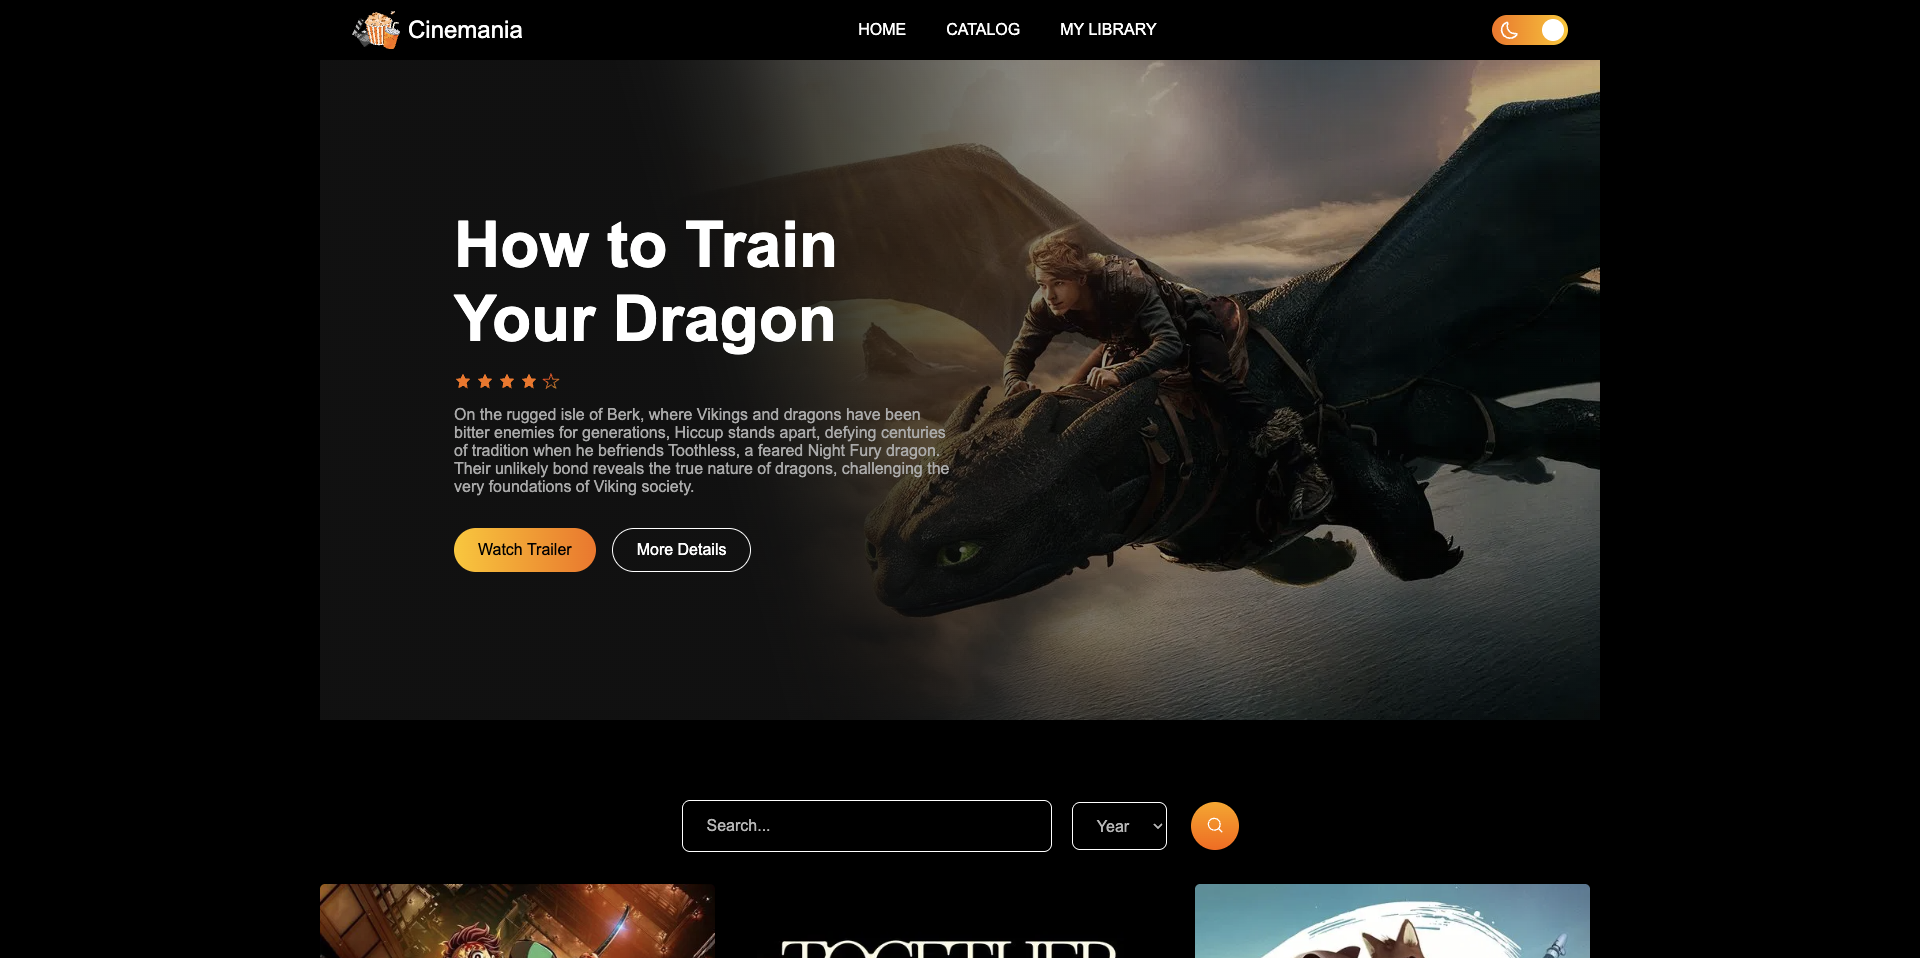 Cinemania
HOME
CATALOG
MY LIBRARY
How to Train
Your Dragon
On the rugged isle of Berk, where Vikings and dragons have been
bitter enemies for generations, Hiccup stands apart, defying centuries
of tradition when he befriends Toothless, a feared Night Fury dragon.
Their unlikely bond reveals the true nature of dragons, challenging the
very foundations of Viking society.
Watch Trailer
More Details
Search...
Year
TOGETHER